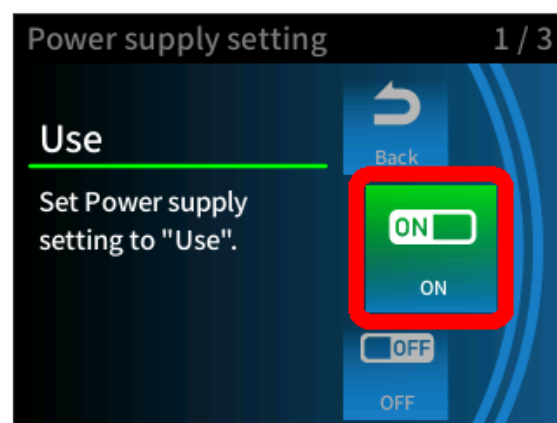 Power supply setting 1 / 3
Back
Use
Set Power supply
setting to "Use".
ON
ON
OFF
OFF